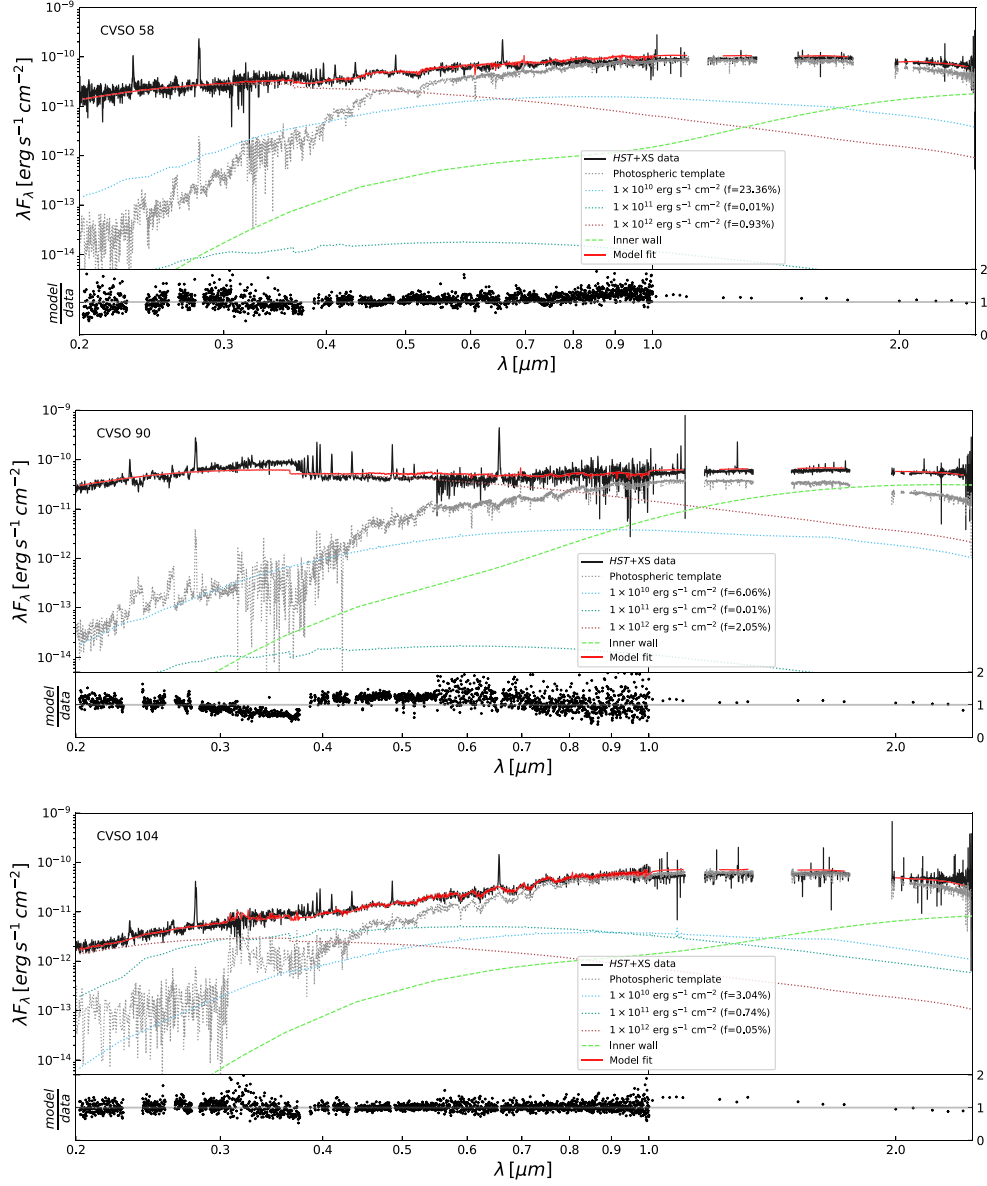 CVSO 58
λF_λ [erg s⁻¹ cm⁻²]
10⁻⁹
10⁻¹⁰
10⁻¹¹
10⁻¹²
10⁻¹³
10⁻¹⁴
HST+XS data
Photospheric template
1 × 10¹⁰ erg s⁻¹ cm⁻² (f=23.36%)
1 × 10¹¹ erg s⁻¹ cm⁻² (f=0.01%)
1 × 10¹² erg s⁻¹ cm⁻² (f=0.93%)
Inner wall
Model fit
model
data
2
1
0
0.2 0.3 0.4 0.5 0.6 0.7 0.8 0.9 1.0 2.0
λ [μm]
CVSO 90
λF_λ [erg s⁻¹ cm⁻²]
10⁻⁹
10⁻¹⁰
10⁻¹¹
10⁻¹²
10⁻¹³
10⁻¹⁴
HST+XS data
Photospheric template
1 × 10¹⁰ erg s⁻¹ cm⁻² (f=6.06%)
1 × 10¹¹ erg s⁻¹ cm⁻² (f=0.01%)
1 × 10¹² erg s⁻¹ cm⁻² (f=2.05%)
Inner wall
Model fit
model
data
2
1
0
0.2 0.3 0.4 0.5 0.6 0.7 0.8 0.9 1.0 2.0
λ [μm]
CVSO 104
λF_λ [erg s⁻¹ cm⁻²]
10⁻⁹
10⁻¹⁰
10⁻¹¹
10⁻¹²
10⁻¹³
10⁻¹⁴
HST+XS data
Photospheric template
1 × 10¹⁰ erg s⁻¹ cm⁻² (f=3.04%)
1 × 10¹¹ erg s⁻¹ cm⁻² (f=0.74%)
1 × 10¹² erg s⁻¹ cm⁻² (f=0.05%)
Inner wall
Model fit
model
data
2
1
0
0.2 0.3 0.4 0.5 0.6 0.7 0.8 0.9 1.0 2.0
λ [μm]